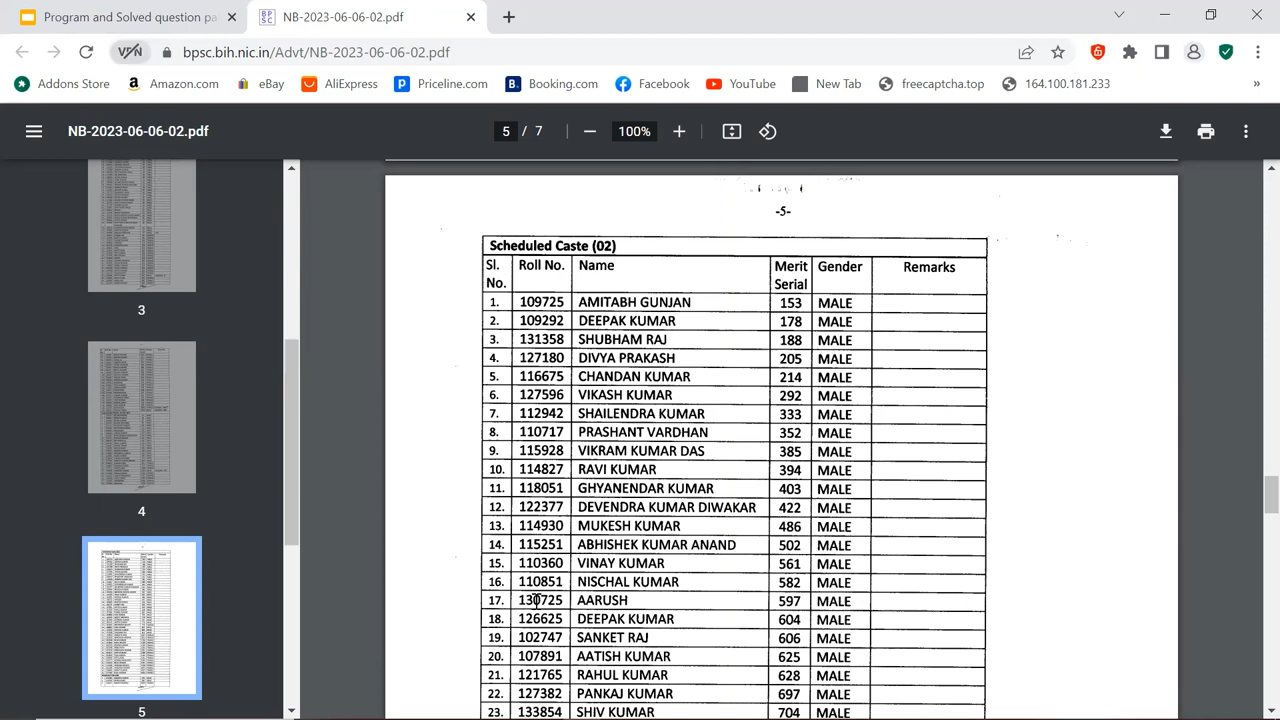 Program and Solved question pa
NB-2023-06-06-02.pdf
bpsc.bih.nic.in/Advt/NB-2023-06-06-02.pdf
Addons Store Amazon.com eBay AliExpress Priceline.com Booking.com Facebook YouTube New Tab freecaptcha.top 164.100.181.233 »
NB-2023-06-06-02.pdf 5 / 7 100%
3
4
5
-5-
Scheduled Caste (02)
Sl. No. Roll No. Name Merit Serial Gender Remarks
1. 109725 AMITABH GUNJAN 153 MALE
2. 109292 DEEPAK KUMAR 178 MALE
3. SHUBHAM RAJ 188 MALE
4. 127180 DIVYA PRAKASH 205 MALE
5. CHANDAN KUMAR 214 MALE
6. 127596 VIKASH KUMAR 292 MALE
7. 112942 SHAILENDRA KUMAR 333 MALE
8. 110717 PRASHANT VARDHAN 352 MALE
9. VIKRAM KUMAR DAS 385 MALE
10. 114827 RAVI KUMAR 394 MALE
11. 118051 GHYANENDAR KUMAR 403 MALE
12. 122377 DEVENDRA KUMAR DIWAKAR 422 MALE
13. 114930 MUKESH KUMAR 486 MALE
14. 115251 ABHISHEK KUMAR ANAND 502 MALE
15. VINAY KUMAR 561 MALE
16. 110891 NISCHAL KUMAR 582 MALE
17. 130725 AARUSH 597 MALE
18. DEEPAK KUMAR 604 MALE
19. 102767 SANKET RAJ 606 MALE
20. 107891 AATISH KUMAR 625 MALE
21. 121765 RAHUL KUMAR 628 MALE
22. 127382 PANKAJ KUMAR 697 MALE
23. 133854 SHIV KUMAR 704 MALE